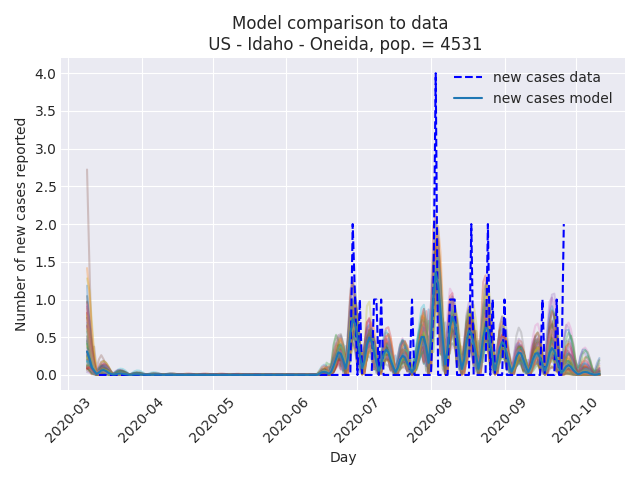 Model comparison to data
US - Idaho - Oneida, pop. = 4531
new cases data
new cases model
Number of new cases reported
4.0
3.5
3.0
2.5
2.0
1.5
1.0
0.5
0.0
2020-03
2020-04
2020-05
2020-06
2020-07
2020-08
2020-09
2020-10
Day